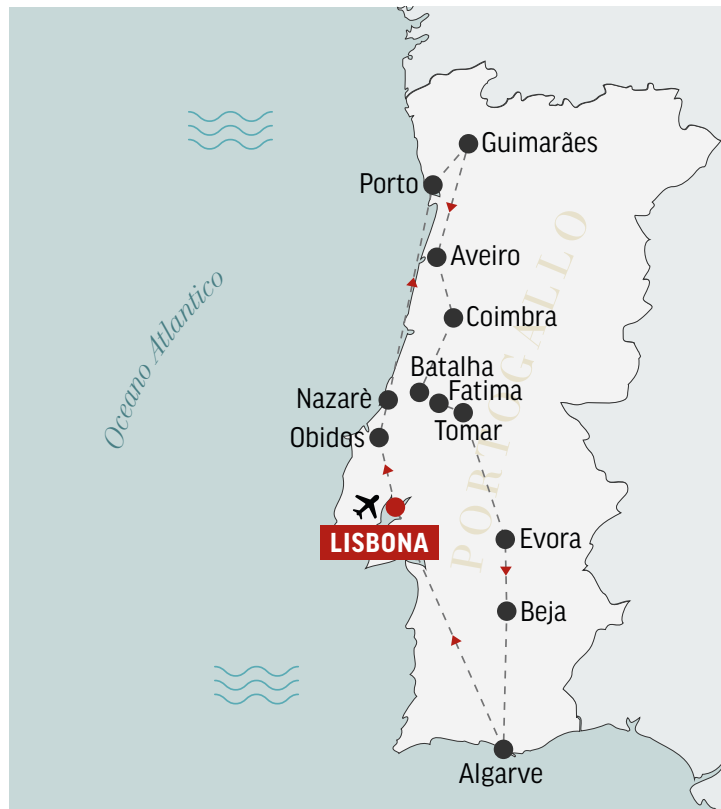 Guimarães
Porto
Aveiro
Coimbra
Batalha
Nazarè
Fatima
Tomar
Obidos
LISBONA
Evora
Beja
Algarve
Oceano Atlantico
PORTOGALLO